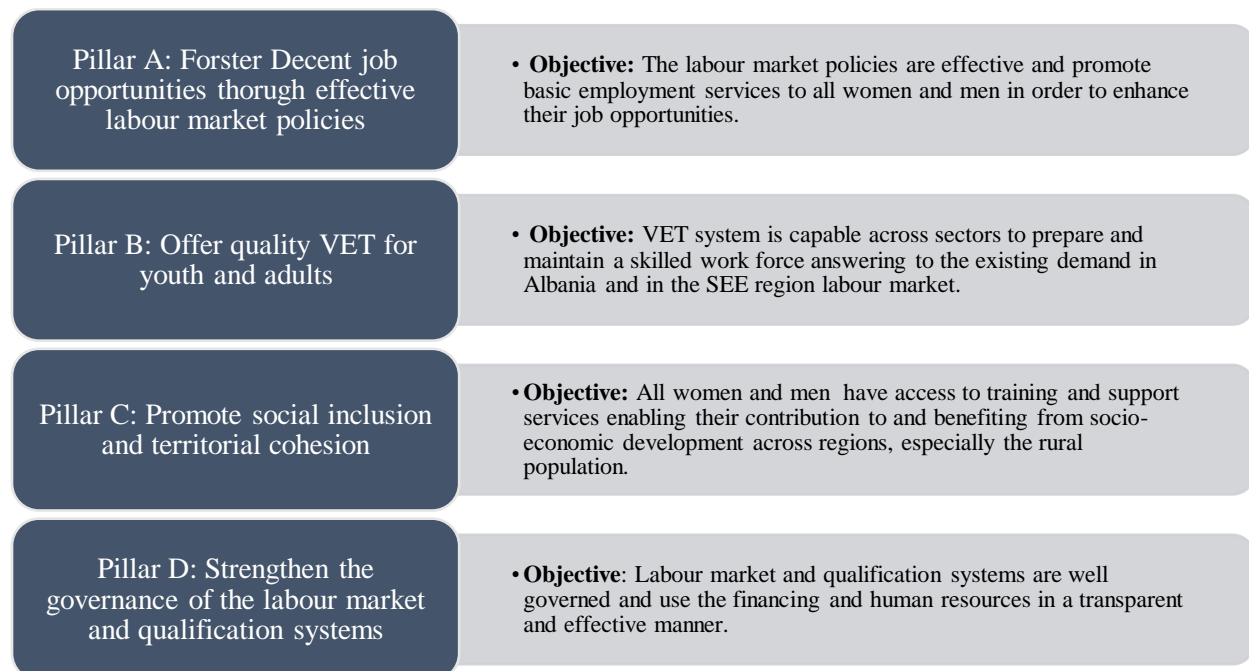 Pillar A: Forster Decent job
opportunities thorugh effective
labour market policies
• Objective: The labour market policies are effective and promote
basic employment services to all women and men in order to enhance
their job opportunities.
Pillar B: Offer quality VET for
youth and adults
• Objective: VET system is capable across sectors to prepare and
maintain a skilled work force answering to the existing demand in
Albania and in the SEE region labour market.
Pillar C: Promote social inclusion
and territorial cohesion
• Objective: All women and men have access to training and support
services enabling their contribution to and benefiting from socio-
economic development across regions, especially the rural
population.
Pillar D: Strengthen the
governance of the labour market
and qualification systems
• Objective: Labour market and qualification systems are well
governed and use the financing and human resources in a transparent
and effective manner.